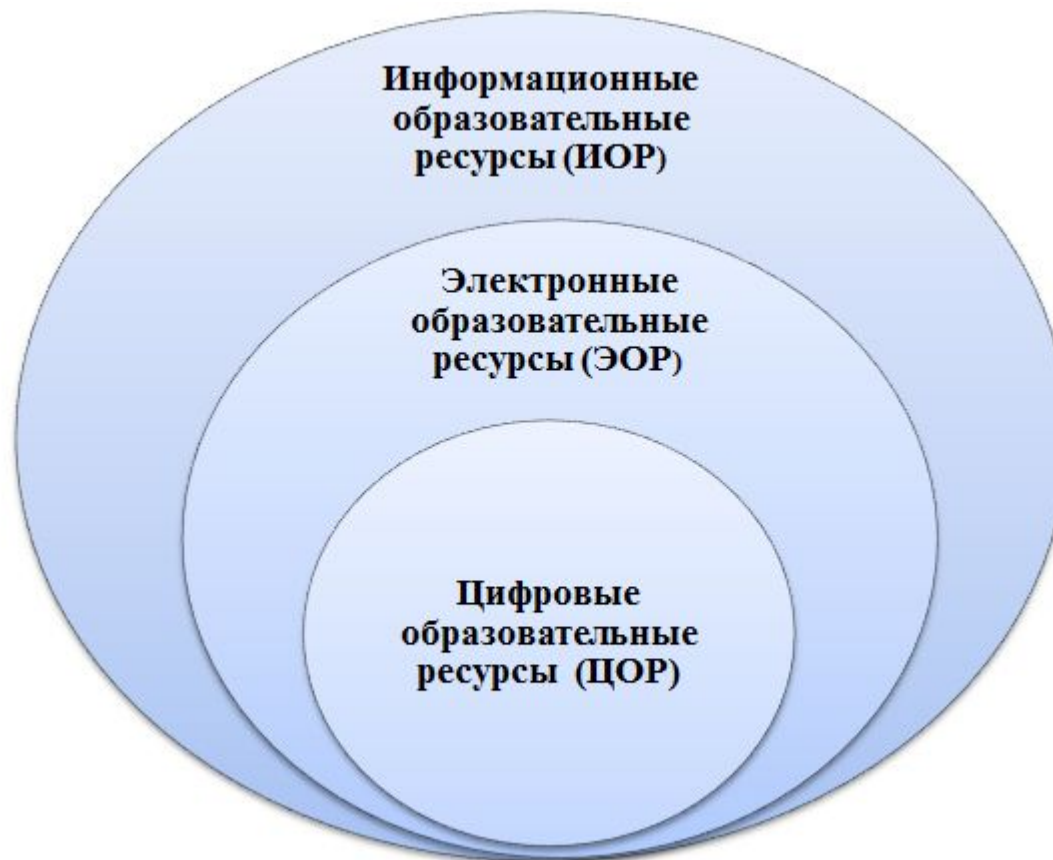 Информационные
образовательные
ресурсы (ИОР)
Электронные
образовательные
ресурсы (ЭОР)
Цифровые
образовательные
ресурсы (ЦОР)